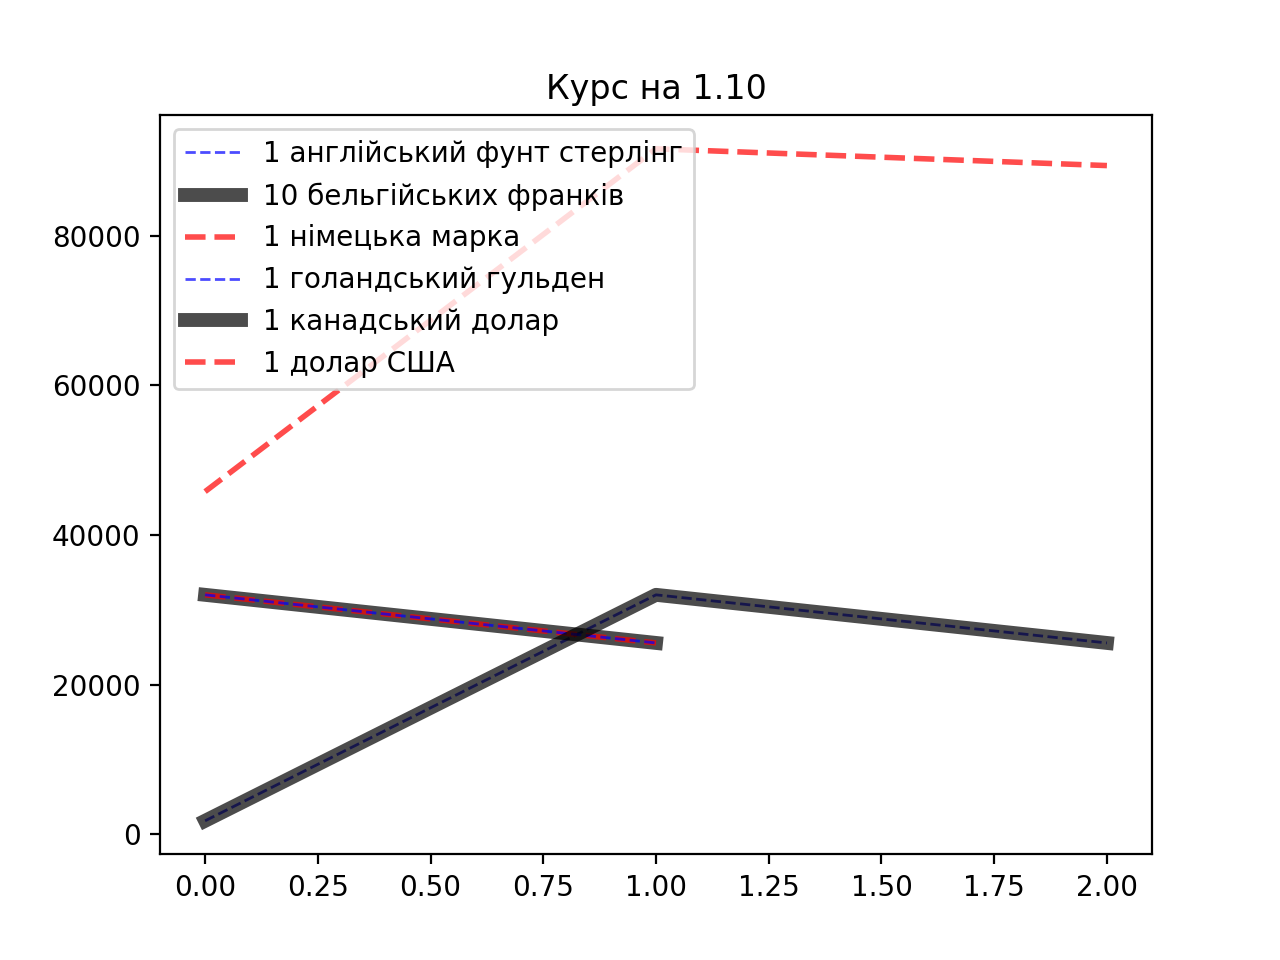 Курс на 1.10
1 англійський фунт стерлінг
10 бельгійських франків
1 німецька марка
1 голандський гульден
1 канадський долар
1 долар США
80000
60000
40000
20000
0
0.00 0.25 0.50 0.75 1.00 1.25 1.50 1.75 2.00